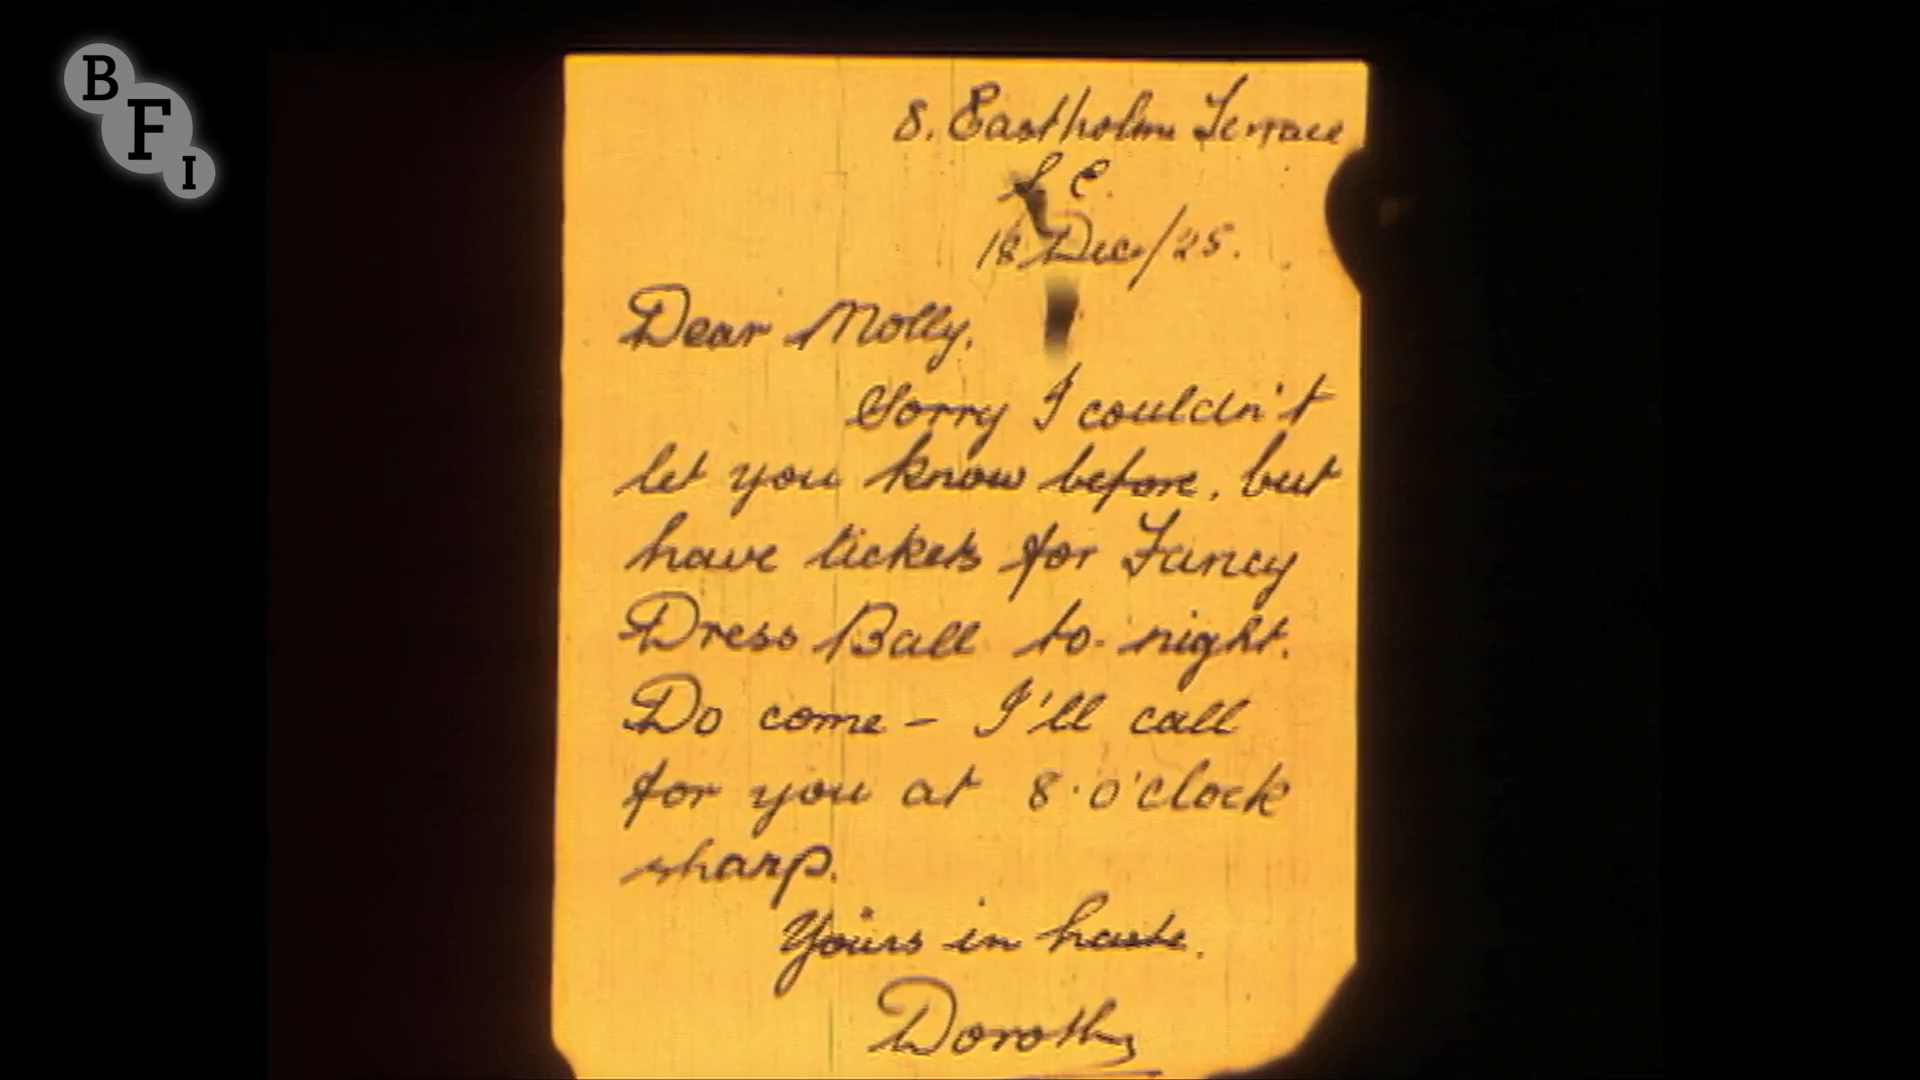 BFI
8. Eastholm Terrace
S.E.
18 Dec/25.
Dear Molly,
Sorry I couldn't
let you know before, but
have tickets for Fancy
Dress Ball to-night.
Do come – I'll call
for you at 8·o'clock
sharp.
Yours in haste.
Dorothy